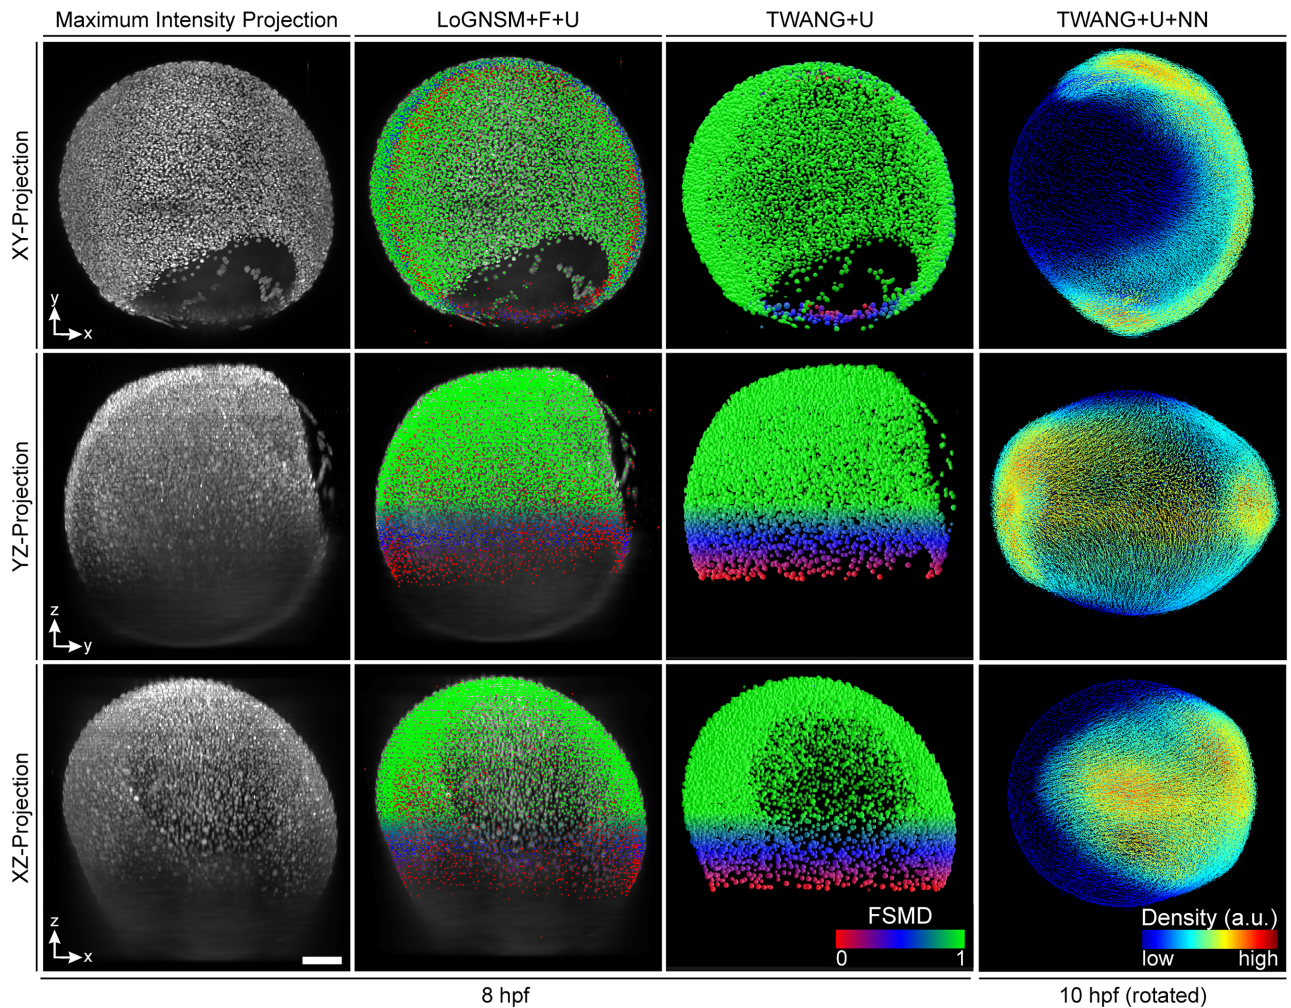 Maximum Intensity Projection
LoGNSM+F+U
TWANG+U
TWANG+U+NN
XY-Projection
y
x
YZ-Projection
z
y
XZ-Projection
z
x
FSMD
0 1
Density (a.u.)
low high
8 hpf
10 hpf (rotated)